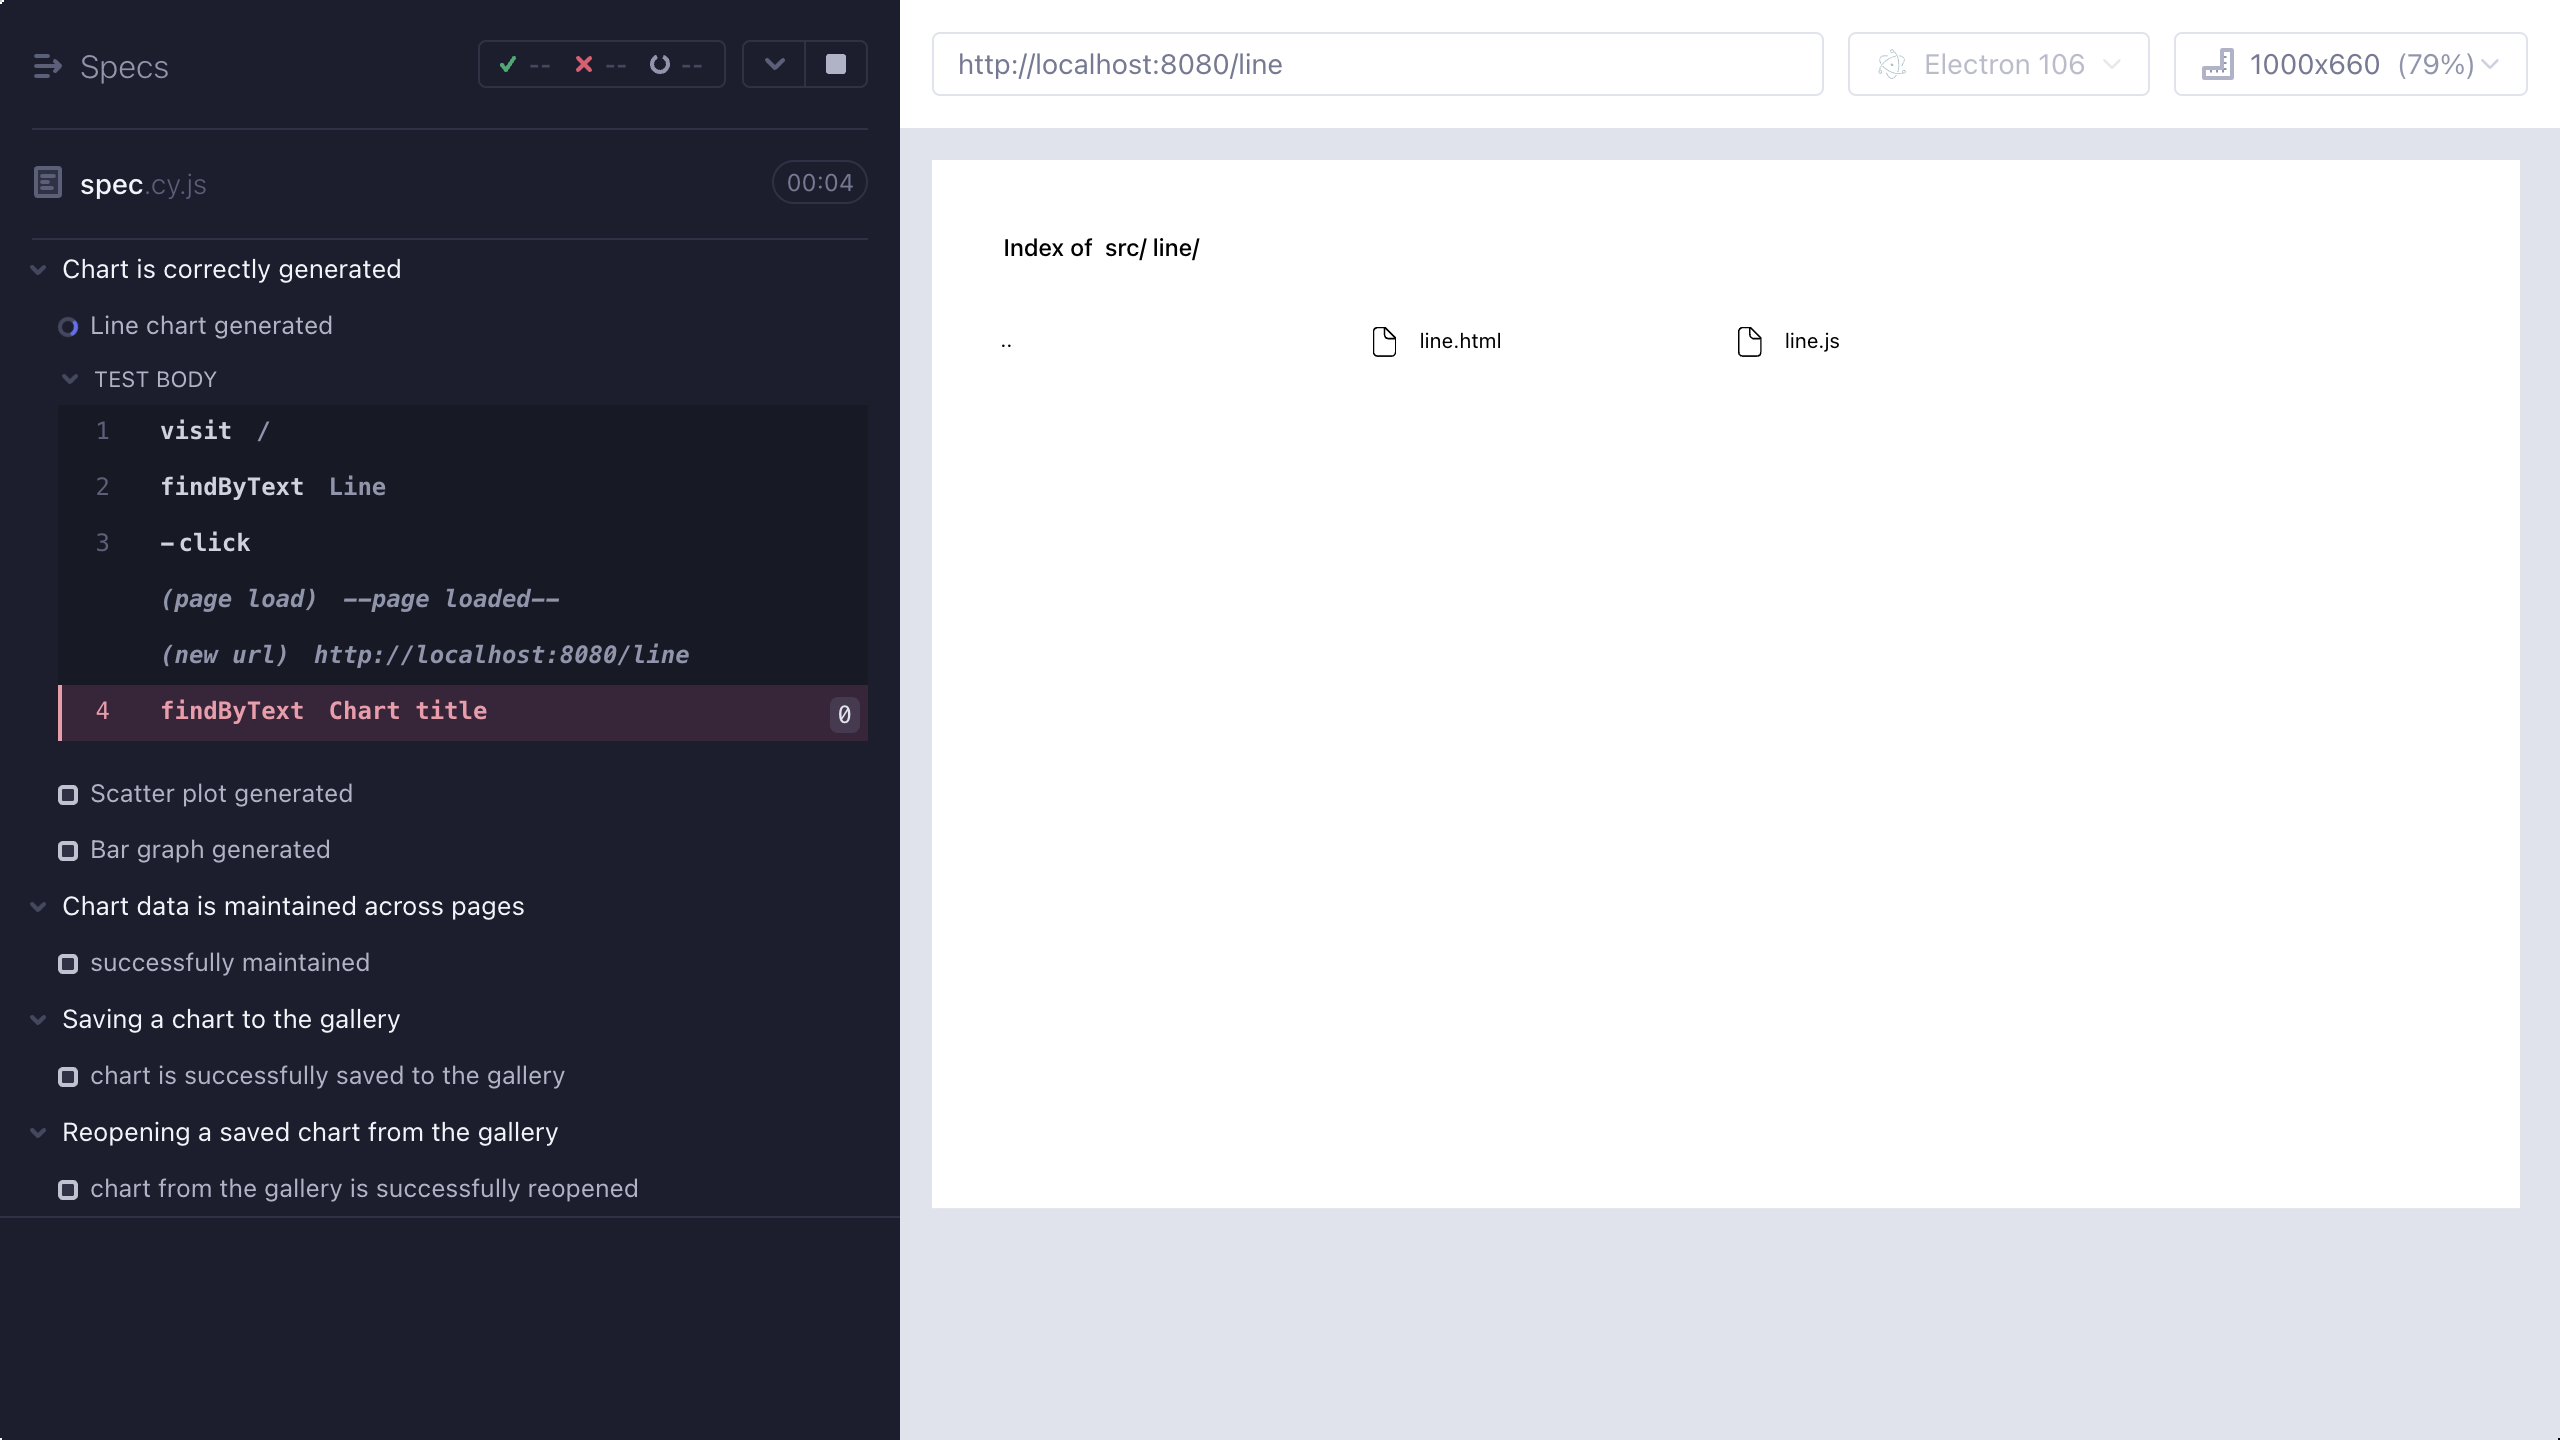 Specs -- -- --
spec.cy.js 00:04
Chart is correctly generated
Line chart generated
TEST BODY
1 visit /
2 findByText Line
3 -click
(page load) --page loaded--
(new url) http://localhost:8080/line
4 findByText Chart title 0
Scatter plot generated
Bar graph generated
Chart data is maintained across pages
successfully maintained
Saving a chart to the gallery
chart is successfully saved to the gallery
Reopening a saved chart from the gallery
chart from the gallery is successfully reopened
http://localhost:8080/line Electron 106 1000x660 (79%)
Index of src/ line/
.. line.html line.js